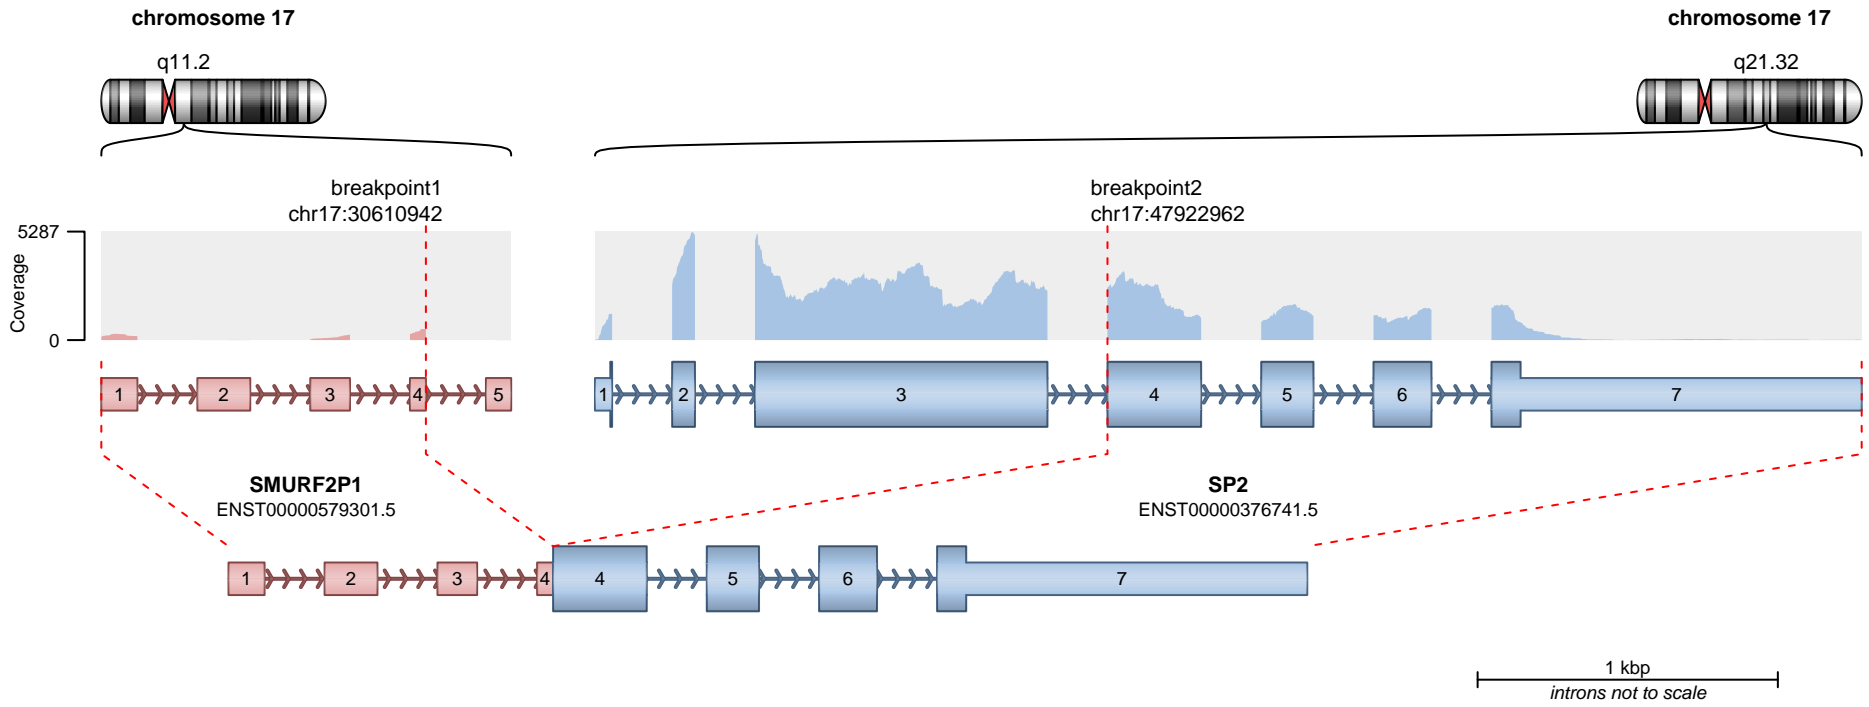 chromosome 17
chromosome 17
q11.2
q21.32
breakpoint1
chr17:30610942
breakpoint2
chr17:47922962
5287
Coverage
0
1 2 3 4 5
1 2 3 4 5 6 7
SMURF2P1
ENST00000579301.5
SP2
ENST00000376741.5
1 2 3 4 4 5 6 7
1 kbp
introns not to scale